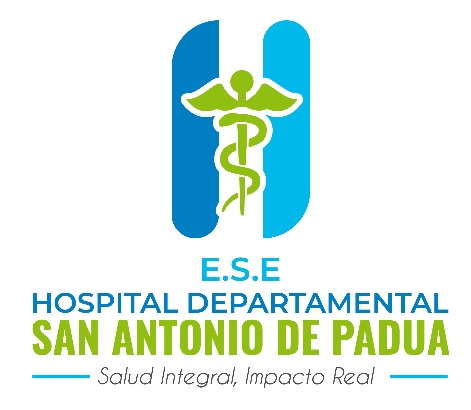 E.S.E
HOSPITAL DEPARTAMENTAL
SAN ANTONIO DE PADUA
Salud Integral, Impacto Real